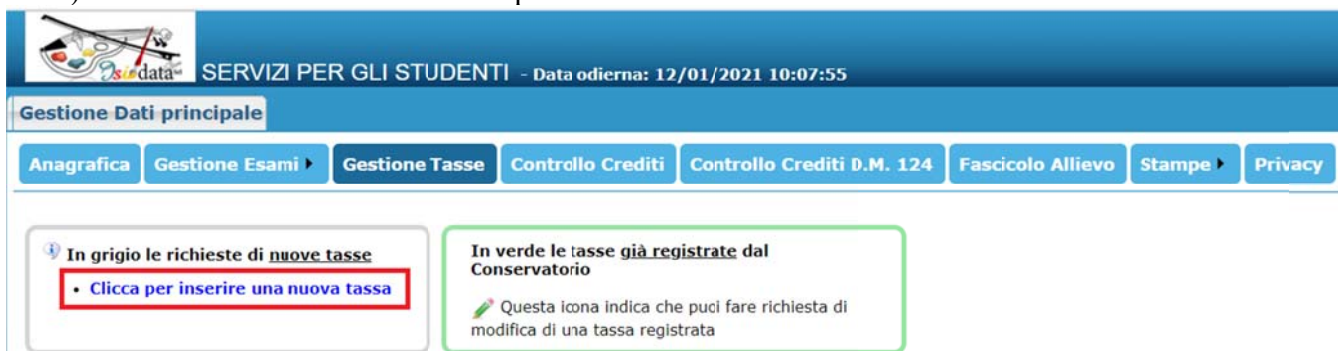 Isidata SERVIZI PER GLI STUDENTI - Data odierna: 12/01/2021 10:07:55
Gestione Dati principale
Anagrafica Gestione Esami Gestione Tasse Controllo Crediti Controllo Crediti D.M. 124 Fascicolo Allievo Stampe Privacy
In grigio le richieste di nuove tasse
• Clicca per inserire una nuova tassa
In verde le tasse già registrate dal
Conservatorio
Questa icona indica che puoi fare richiesta di
modifica di una tassa registrata